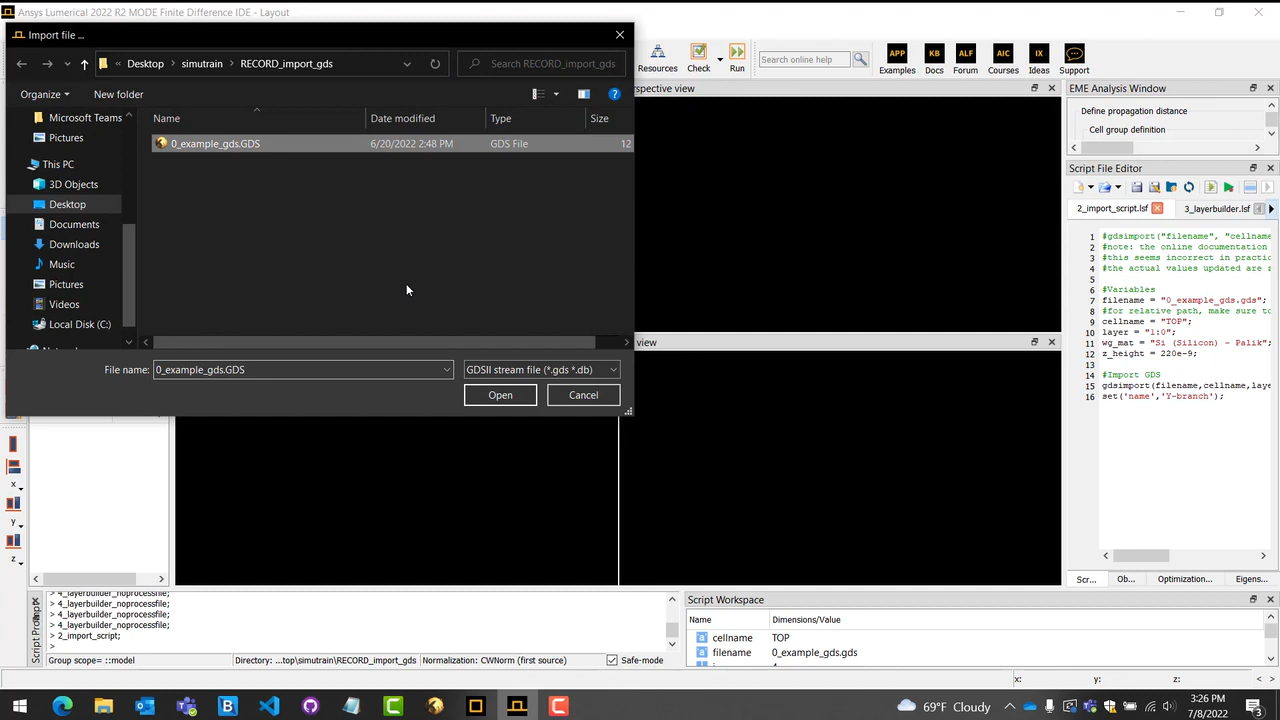 Ansys Lumerical 2022 R2 MODE Finite Difference IDE - Layout
Import file ...
Desktop
simutrain
RECORD_import_gds
Search RECORD_import_gds
Organize
New folder
Name
Date modified
Type
Size
0_example_gds.GDS
6/20/2022 2:48 PM
GDS File
12
Microsoft Teams
Pictures
This PC
3D Objects
Desktop
Documents
Downloads
Music
Pictures
Videos
Local Disk (C:)
File name:
0_example_gds.GDS
GDSII stream file (*.gds *.db)
Open
Cancel
Resources
Check
Run
Search online help
APP
Examples
KB
Docs
ALF
Forum
AIC
Courses
IX
Ideas
Support
spective view
view
EME Analysis Window
Define propagation distance
Cell group definition
Script File Editor
2_import_script.lsf
3_layerbuilder.lsf
1 #gdsimport("filename", "cellname
2 #note: the online documentation
3 #this seems incorrect in practic
4 #the actual values updated are
5
6 #Variables
7 filename = "0_example_gds.gds";
8 #for relative path, make sure to
9 cellname = "TOP";
10 layer = "1:0";
11 wg_mat = "Si (Silicon) - Palik";
12 z_height = 220e-9;
13
14 #Import GDS
15 gdsimport(filename,cellname,laye
16 set('name','Y-branch');
Scr...
Ob...
Optimization...
Eigens...
x
y
z
Script Prompt
> 4_layerbuilder_noprocessfile;
> 4_layerbuilder_noprocessfile;
> 4_layerbuilder_noprocessfile;
> 4_layerbuilder_noprocessfile;
> 2_import_script;
>
Group scope= ::model
Directory: ...top\simutrain\RECORD_import_gds
Normalization: CWNorm (first source)
Safe-mode
Script Workspace
Name
Dimensions/Value
cellname
TOP
filename
0_example_gds.gds
x:
y:
z:
69°F Cloudy
3:26 PM
7/8/2022
3